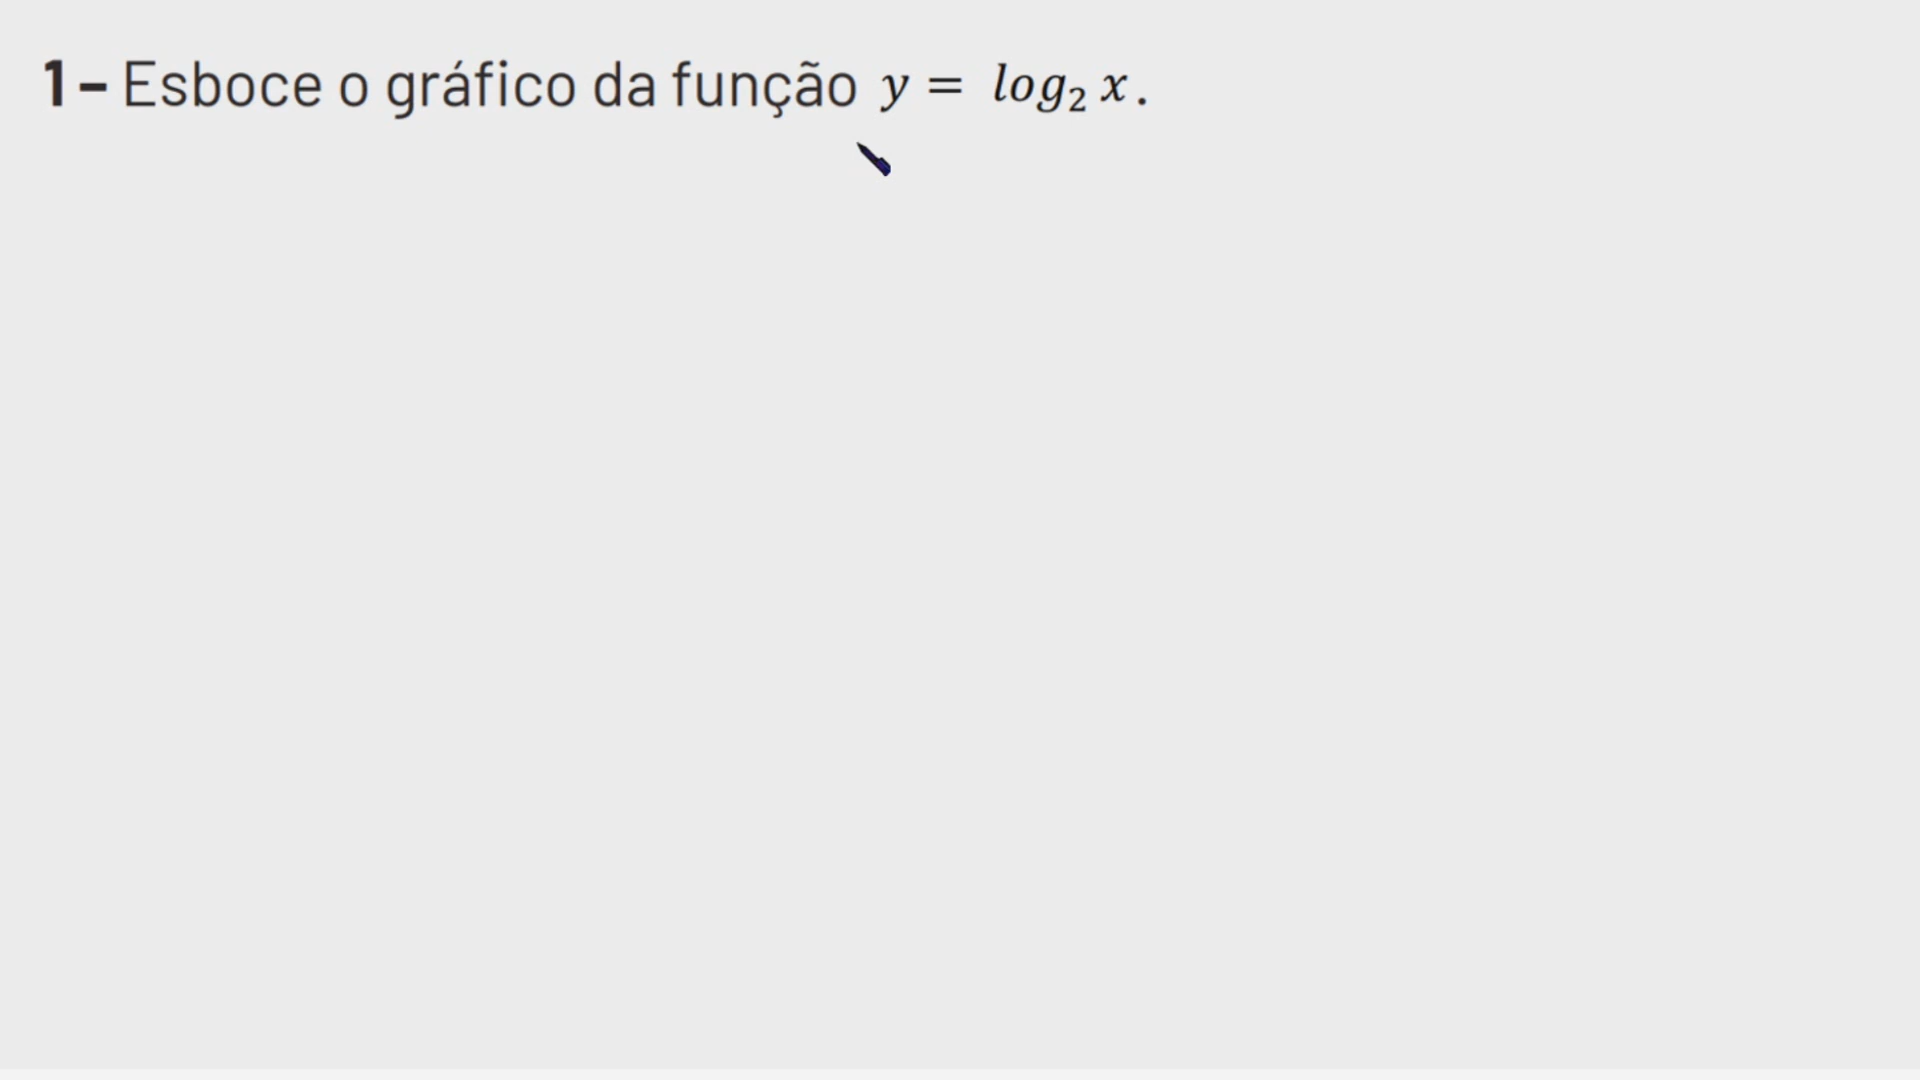 1 – Esboce o gráfico da função y = log₂ x.